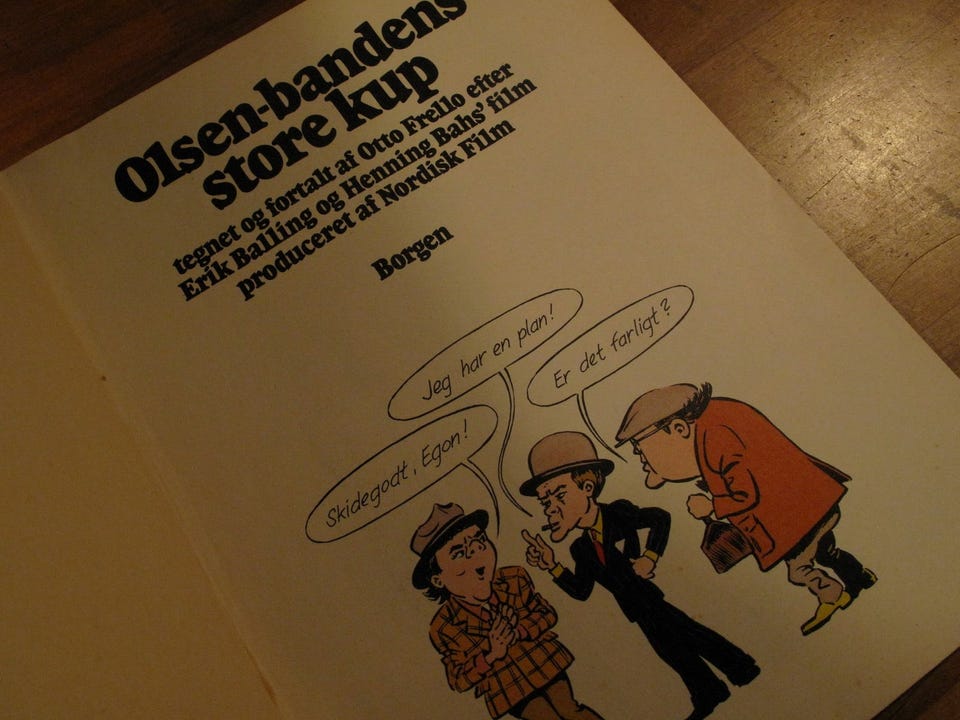 Olsen-bandens
store kup
tegnet og fortalt af Otto Frello efter
Erik Balling og Henning Bahs' film
produceret af Nordisk Film
Borgen
Jeg har en plan!
Er det farligt?
Skidegodt, Egon!